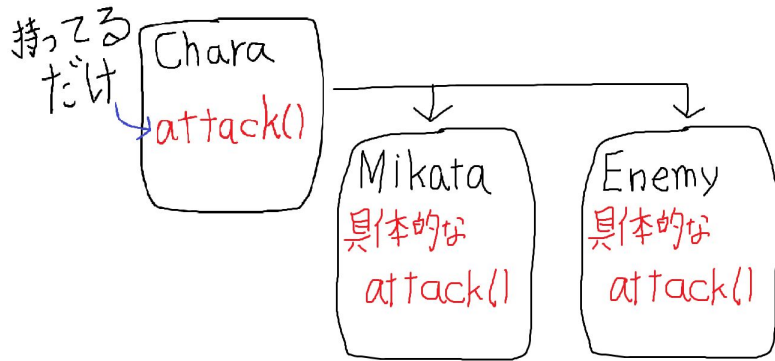 持ってる
だけ
Chara
attack()
Mikata
具体的な
attack()
Enemy
具体的な
attack()